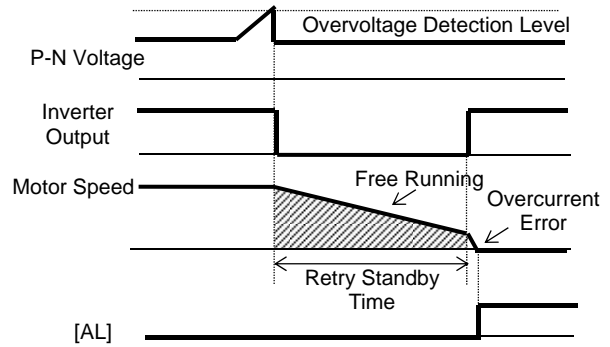 Overvoltage Detection Level
P-N Voltage
Inverter
Output
Motor Speed
Free Running
Overcurrent
Error
Retry Standby
Time
[AL]